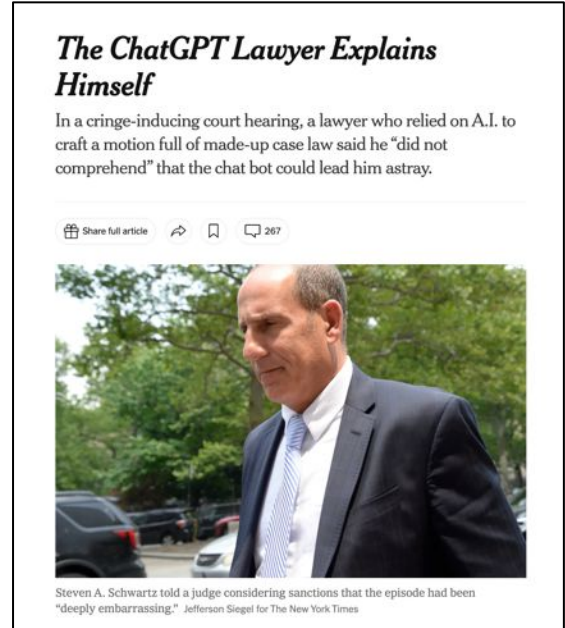 The ChatGPT Lawyer Explains
Himself
In a cringe-inducing court hearing, a lawyer who relied on A.I. to
craft a motion full of made-up case law said he “did not
comprehend” that the chat bot could lead him astray.
Share full article
267
Steven A. Schwartz told a judge considering sanctions that the episode had been
“deeply embarrassing.” Jefferson Siegel for The New York Times